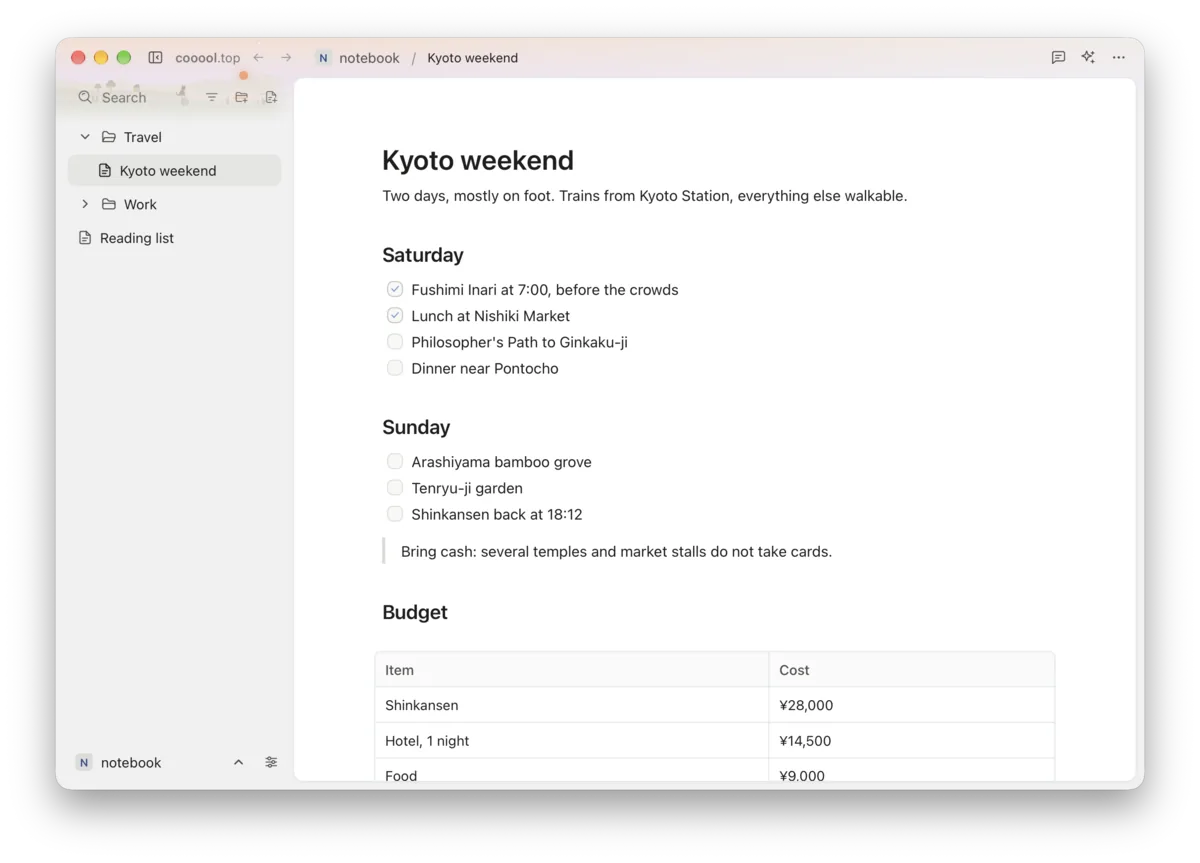 cooool.top
N notebook / Kyoto weekend
Search
Travel
Kyoto weekend
Work
Reading list
Kyoto weekend
Two days, mostly on foot. Trains from Kyoto Station, everything else walkable.
Saturday
Fushimi Inari at 7:00, before the crowds
Lunch at Nishiki Market
Philosopher's Path to Ginkaku-ji
Dinner near Pontocho
Sunday
Arashiyama bamboo grove
Tenryu-ji garden
Shinkansen back at 18:12
Bring cash: several temples and market stalls do not take cards.
Budget
Item Cost
Shinkansen ¥28,000
Hotel, 1 night ¥14,500
Food ¥9,000
N notebook